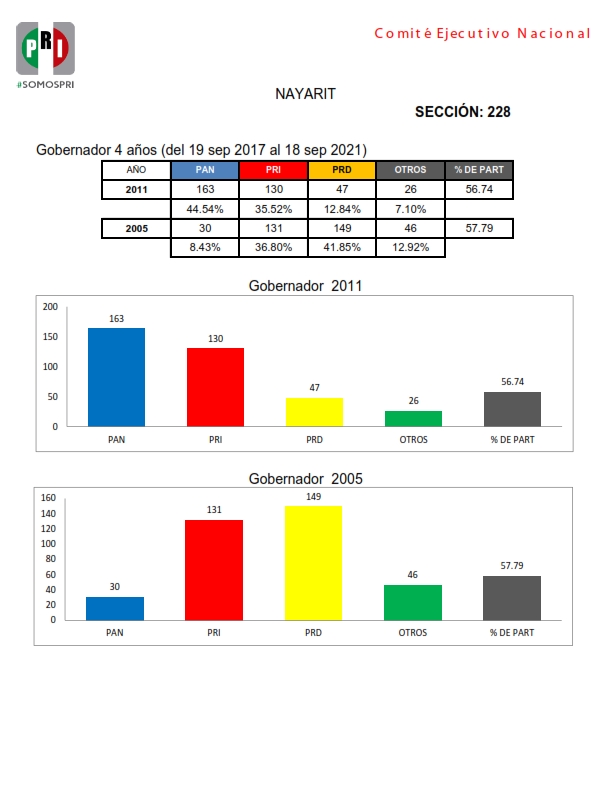 PRI
#SOMOSPRI
Comité Ejecutivo Nacional
NAYARIT
SECCIÓN: 228
Gobernador 4 años (del 19 sep 2017 al 18 sep 2021)
AÑO PAN PRI PRD OTROS % DE PART
2011 163 130 47 26 56.74
44.54% 35.52% 12.84% 7.10%
2005 30 131 149 46 57.79
8.43% 36.80% 41.85% 12.92%
Gobernador 2011
200
150
100
50
0
163
130
47
26
56.74
PAN PRI PRD OTROS % DE PART
Gobernador 2005
160
140
120
100
80
60
40
20
0
30
131
149
46
57.79
PAN PRI PRD OTROS % DE PART